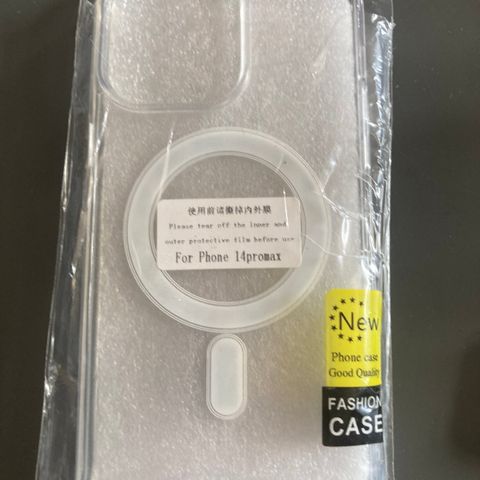 使用前请撕掉内外膜
Please tear off the inner and
outer protective film before use
For Phone 14promax
New
Phone case
Good Quality
FASHION
CASE